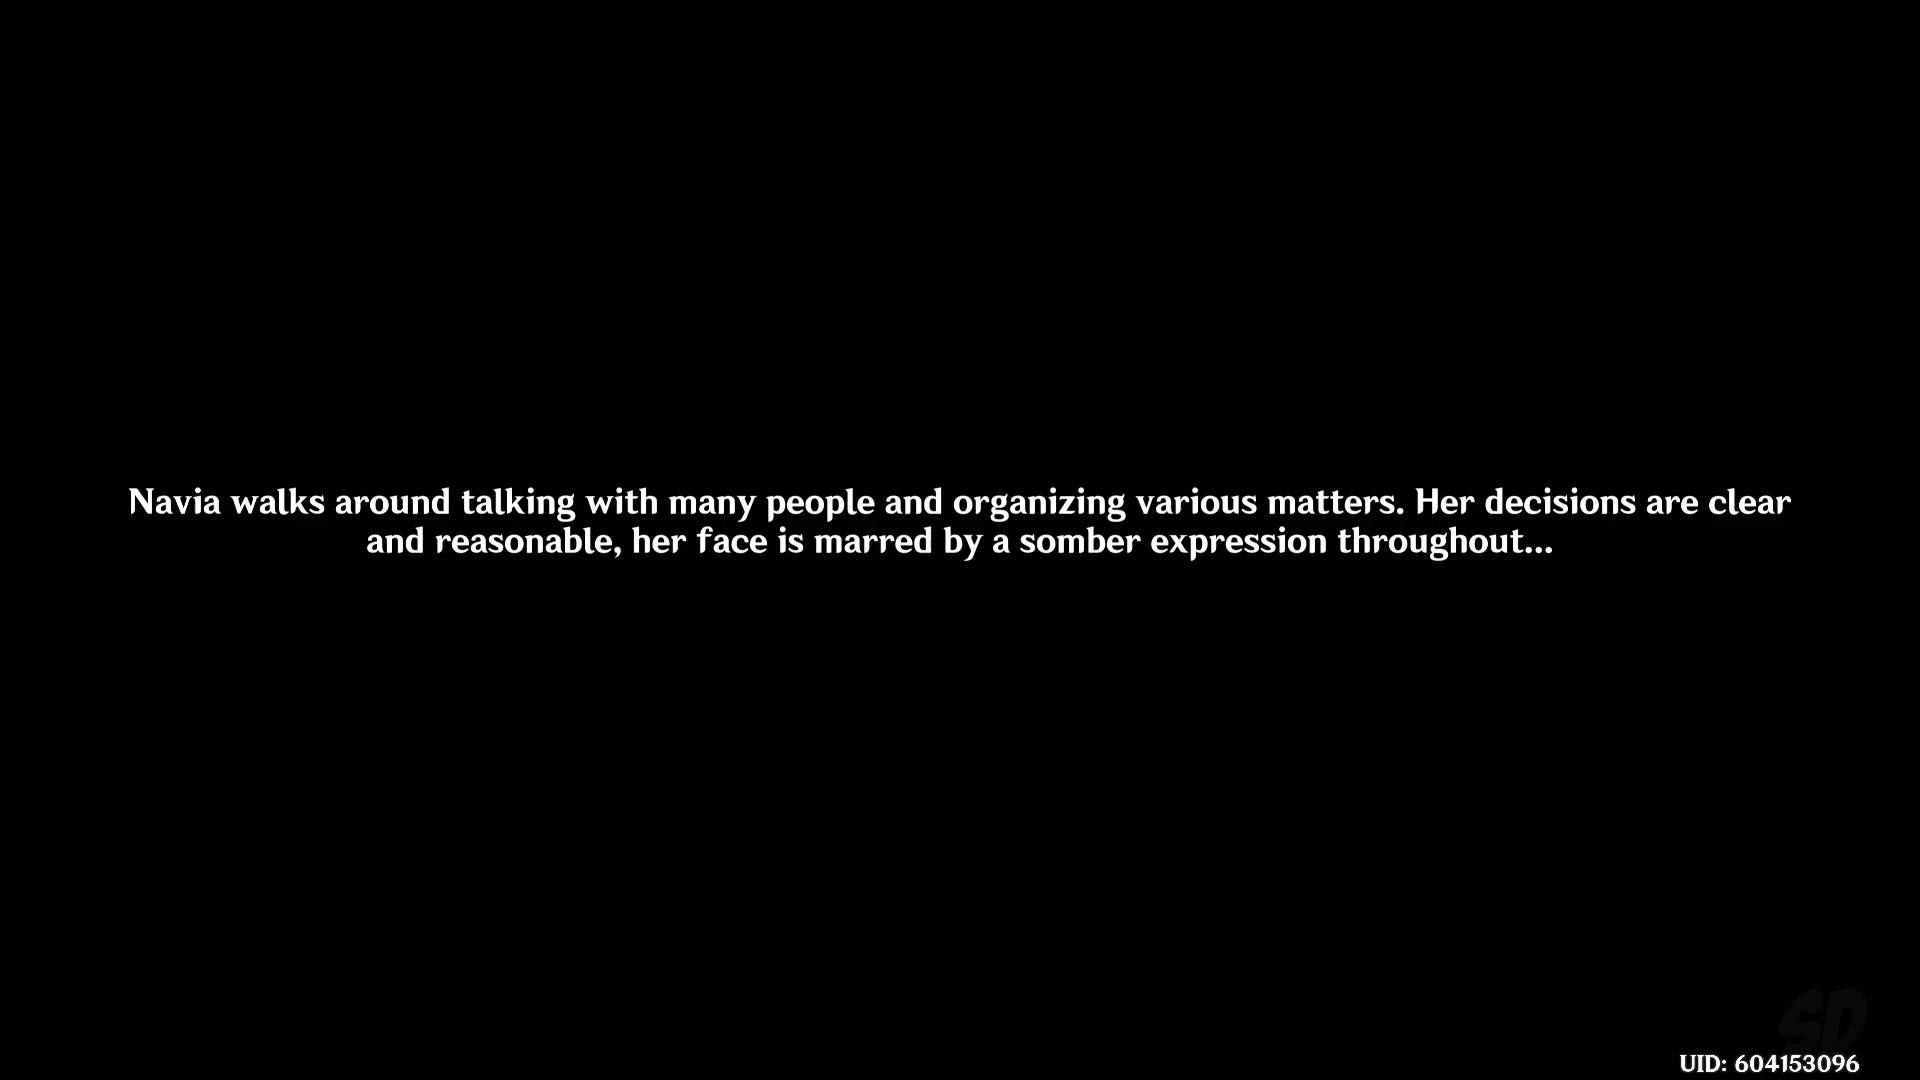 Navia walks around talking with many people and organizing various matters. Her decisions are clear
and reasonable, her face is marred by a somber expression throughout...
SD
UID: 604153096